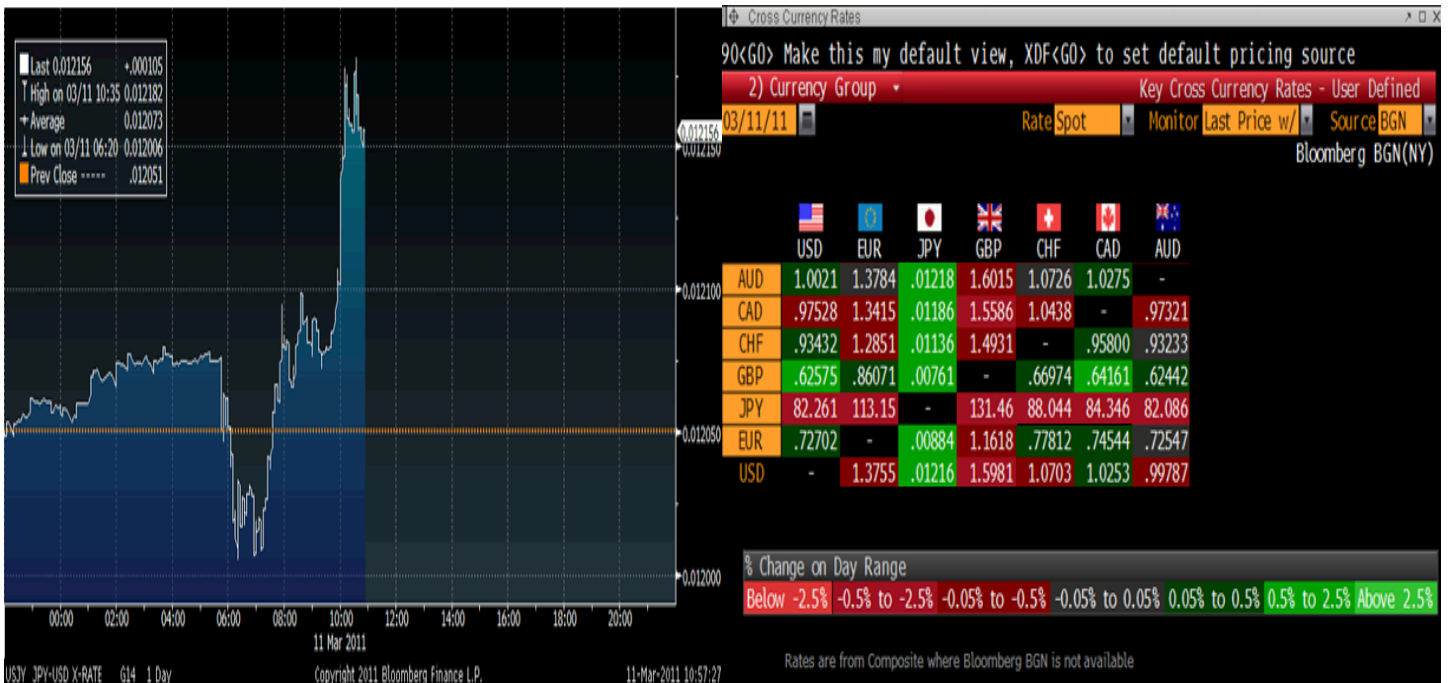 Last 0.012156 +.000105
High on 03/11 10:35 0.012182
Average 0.012073
Low on 03/11 06:20 0.012006
Prev Close ----- .012051
0.012156
0.012150
0.012100
0.012050
0.012000
00:00 02:00 04:00 06:00 08:00 10:00 12:00 14:00 16:00 18:00 20:00
11 Mar 2011
USJY JPY-USD X-RATE G14 1 Day Copyright 2011 Bloomberg Finance L.P. 11-Mar-2011 10:57:27
Cross Currency Rates
90<GO> Make this my default view, XDF<GO> to set default pricing source
2) Currency Group Key Cross Currency Rates - User Defined
03/11/11 Rate Spot Monitor Last Price w/ Source BGN
Bloomberg BGN(NY)
USD EUR JPY GBP CHF CAD AUD
AUD 1.0021 1.3784 .01218 1.6015 1.0726 1.0275 -
CAD .97528 1.3415 .01186 1.5586 1.0438 - .97321
CHF .93432 1.2851 .01136 1.4931 - .95800 .93233
GBP .62575 .86071 .00761 - .66974 .64161 .62442
JPY 82.261 113.15 - 131.46 88.044 84.346 82.086
EUR .72702 - .00884 1.1618 .77812 .74544 .72547
USD - 1.3755 .01216 1.5981 1.0703 1.0253 .99787
% Change on Day Range
Below -2.5% -0.5% to -2.5% -0.05% to -0.5% -0.05% to 0.05% 0.05% to 0.5% 0.5% to 2.5% Above 2.5%
Rates are from Composite where Bloomberg BGN is not available